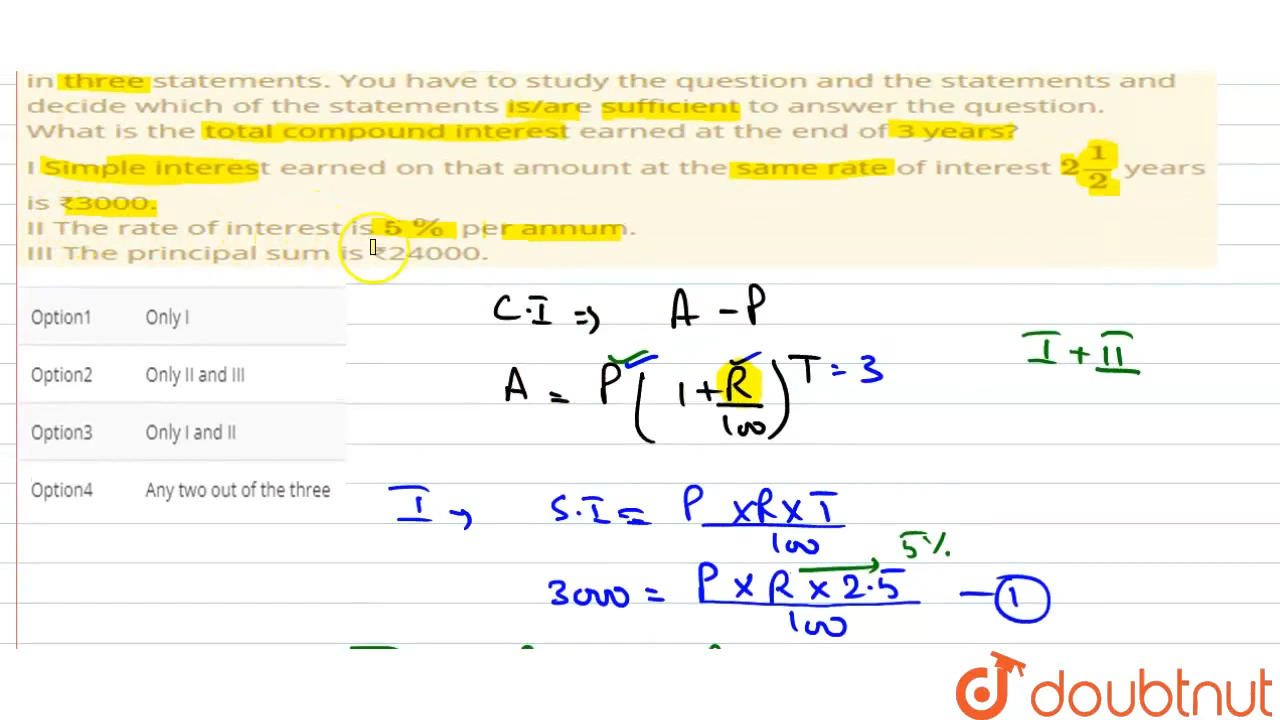 in three statements. You have to study the question and the statements and
decide which of the statements is/are sufficient to answer the question.
What is the total compound interest earned at the end of 3 years?
I Simple interest earned on that amount at the same rate of interest 2 1/2 years
is ₹3000.
II The rate of interest is 5 % per annum.
III The principal sum is ₹24000.
Option1 Only I
Option2 Only II and III
Option3 Only I and II
Option4 Any two out of the three
C.I ⇒ A - P
A = P(1 + R/100)^T = 3
I + II
I → S.I = P × R × T / 100
5%
3000 = P × R × 2.5 / 100 — 1
doubtnut